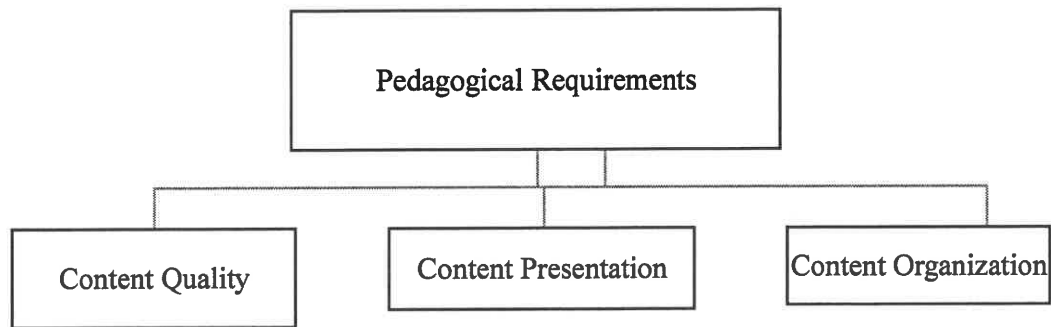 Pedagogical Requirements
Content Quality
Content Presentation
Content Organization